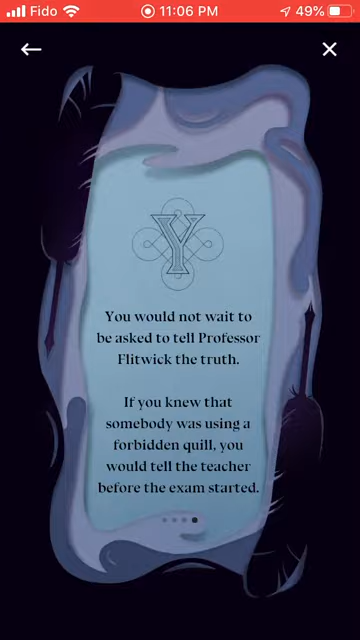 Fido 11:06 PM 49%
Y
You would not wait to
be asked to tell Professor
Flitwick the truth.
If you knew that
somebody was using a
forbidden quill, you
would tell the teacher
before the exam started.